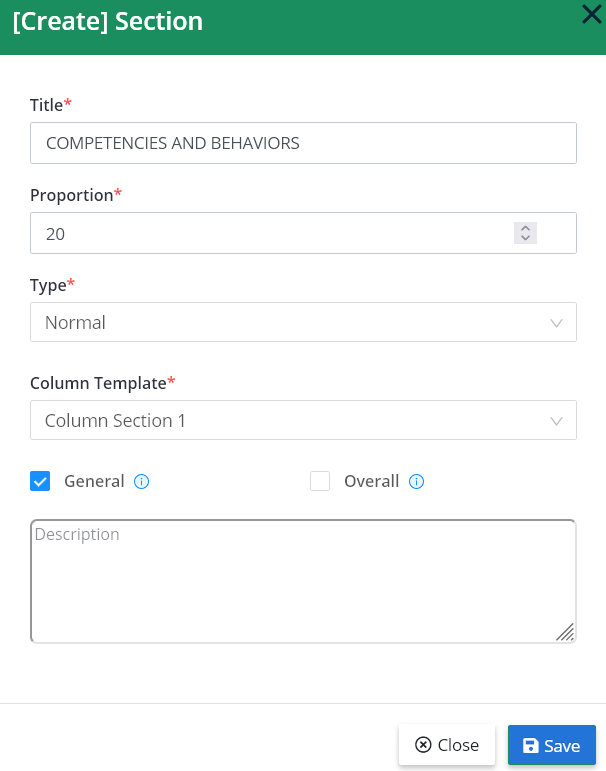 [Create] Section
Title*
COMPETENCIES AND BEHAVIORS
Proportion*
20
Type*
Normal
Column Template*
Column Section 1
General Overall
Description
Close Save